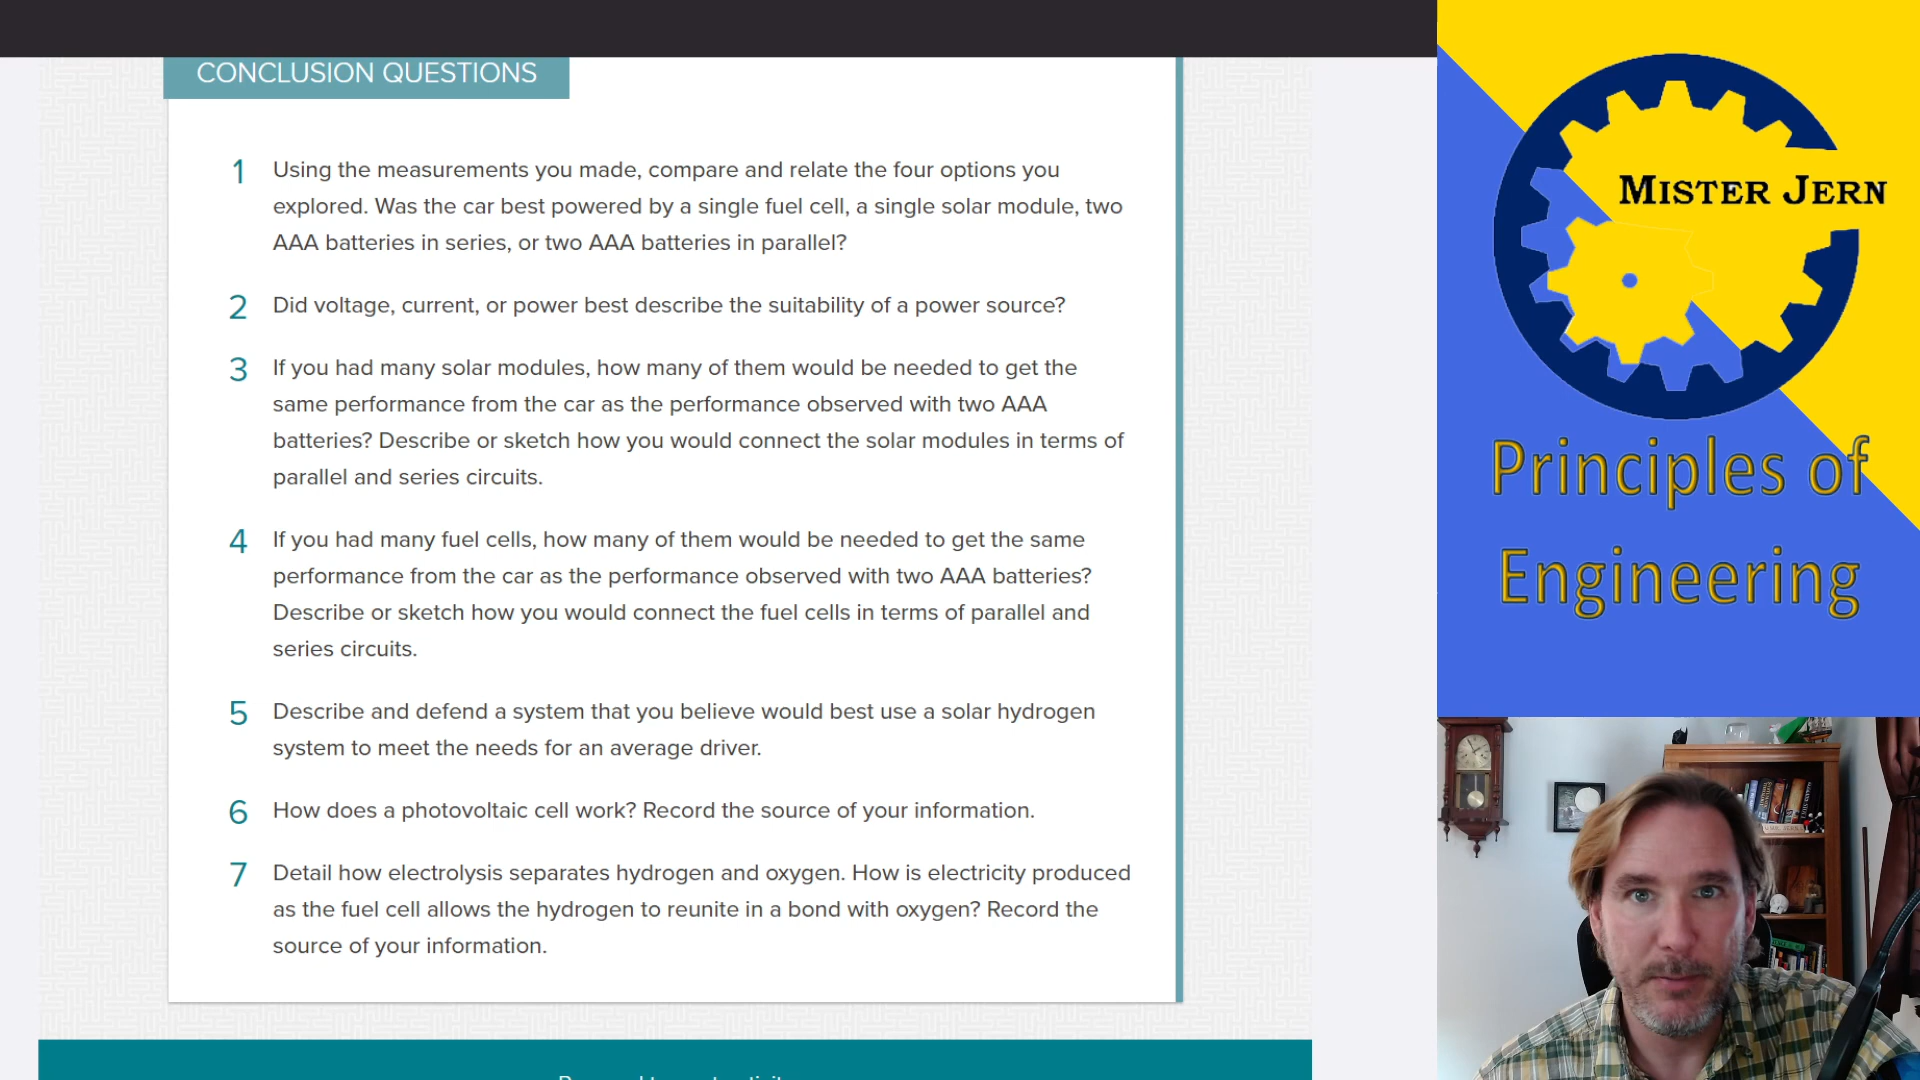 CONCLUSION QUESTIONS
1 Using the measurements you made, compare and relate the four options you
explored. Was the car best powered by a single fuel cell, a single solar module, two
AAA batteries in series, or two AAA batteries in parallel?
2 Did voltage, current, or power best describe the suitability of a power source?
3 If you had many solar modules, how many of them would be needed to get the
same performance from the car as the performance observed with two AAA
batteries? Describe or sketch how you would connect the solar modules in terms of
parallel and series circuits.
4 If you had many fuel cells, how many of them would be needed to get the same
performance from the car as the performance observed with two AAA batteries?
Describe or sketch how you would connect the fuel cells in terms of parallel and
series circuits.
5 Describe and defend a system that you believe would best use a solar hydrogen
system to meet the needs for an average driver.
6 How does a photovoltaic cell work? Record the source of your information.
7 Detail how electrolysis separates hydrogen and oxygen. How is electricity produced
as the fuel cell allows the hydrogen to reunite in a bond with oxygen? Record the
source of your information.
MISTER JERN
Principles of
Engineering